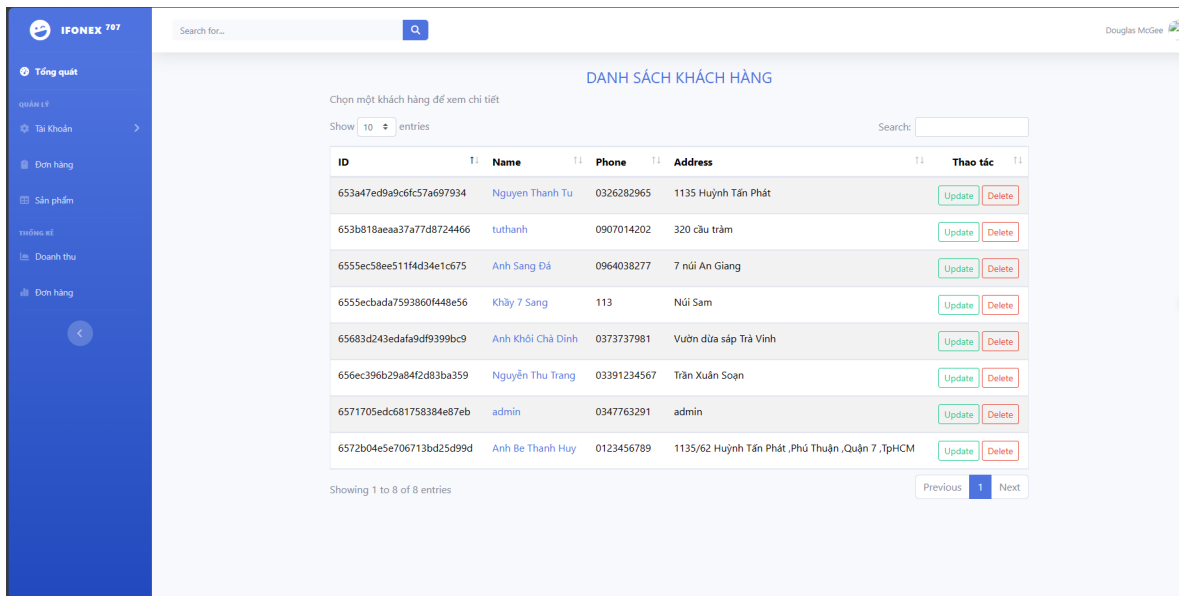 IFONEX 707
Search for...
Douglas McGee
Tổng quát
QUẢN LÝ
Tài Khoản
Đơn hàng
Sản phẩm
THỐNG KÊ
Doanh thu
Đơn hàng
DANH SÁCH KHÁCH HÀNG
Chọn một khách hàng để xem chi tiết
Show 10 entries
Search:
ID Name Phone Address Thao tác
653a47ed9a9c6fc57a697934 Nguyen Thanh Tu 0326282965 1135 Huỳnh Tấn Phát Update Delete
653b818aeaa37a77d8724466 tuthanh 0907014202 320 cầu tràm Update Delete
6555ec58ee511f4d34e1c675 Anh Sang Đá 0964038277 7 núi An Giang Update Delete
6555ecbada7593860f448e56 Khầy 7 Sang 113 Núi Sam Update Delete
65683d243edafa9df9399bc9 Anh Khôi Chà Dinh 0373737981 Vườn dừa sáp Trà Vinh Update Delete
656ec396b29a84f2d83ba359 Nguyễn Thu Trang 03391234567 Trần Xuân Soạn Update Delete
6571705edc681758384e87eb admin 0347763291 admin Update Delete
6572b04e5e706713bd25d99d Anh Be Thanh Huy 0123456789 1135/62 Huỳnh Tấn Phát ,Phú Thuận ,Quận 7 ,TpHCM Update Delete
Showing 1 to 8 of 8 entries
Previous 1 Next